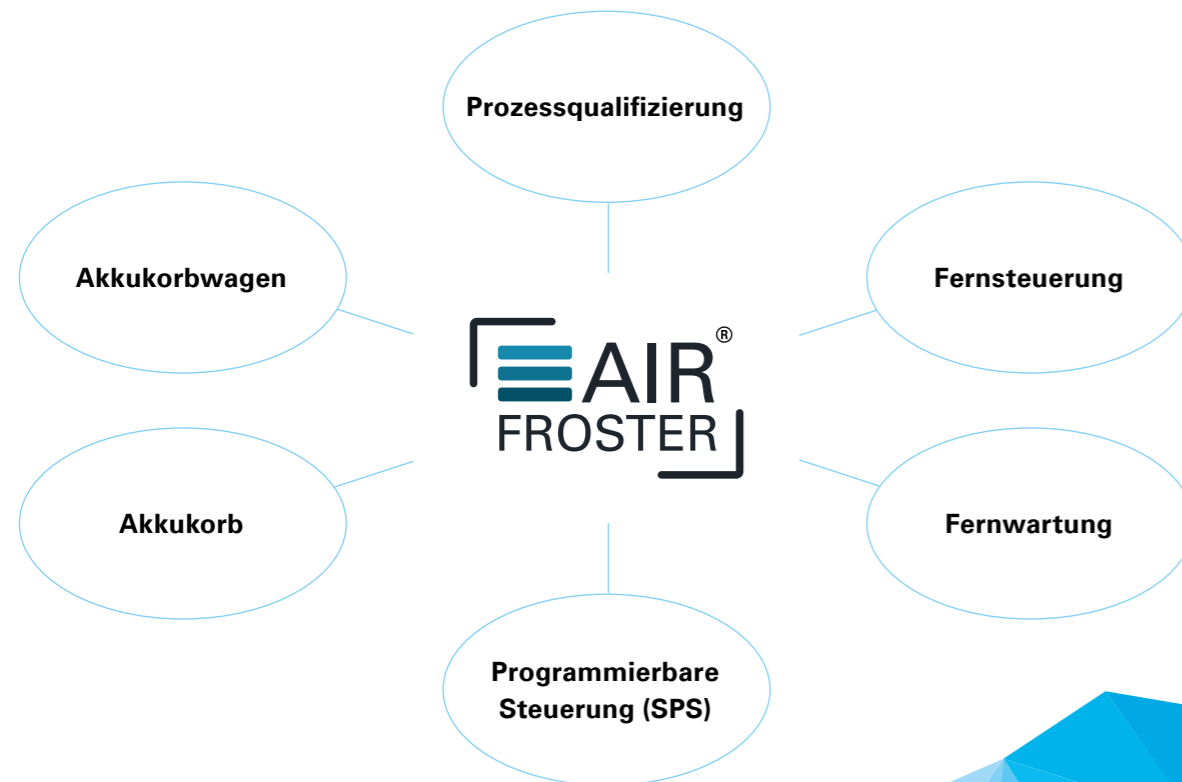 Prozessqualifizierung
Akkukorbwagen
Fernsteuerung
AIR®
FROSTER
Akkukorb
Fernwartung
Programmierbare
Steuerung (SPS)